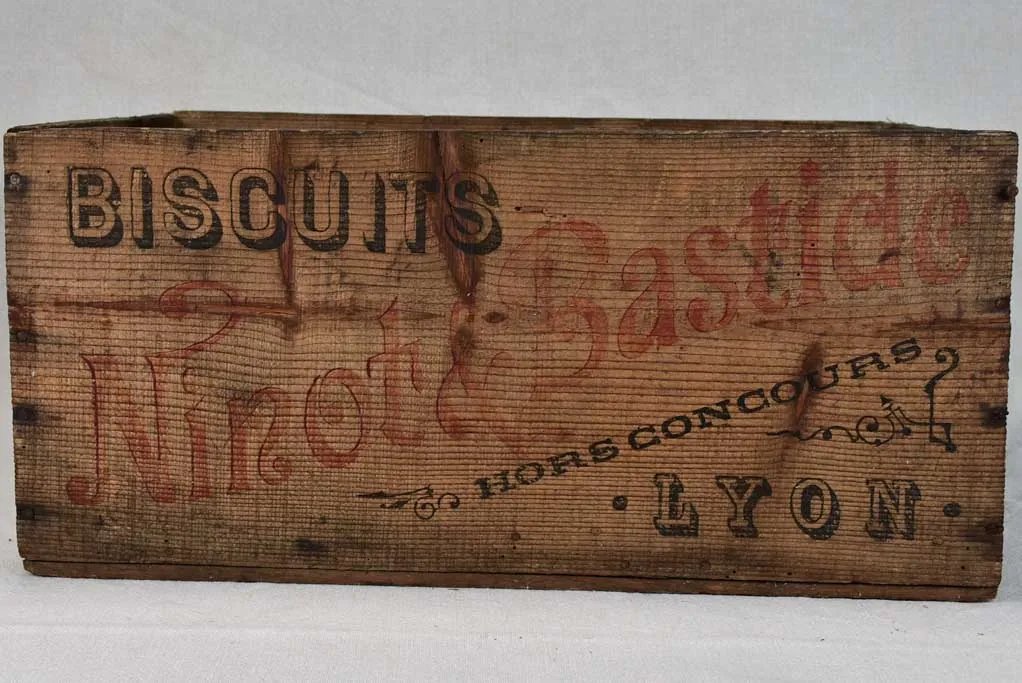 BISCUITS
Ninot & Bastide
HORS CONCOURS
LYON